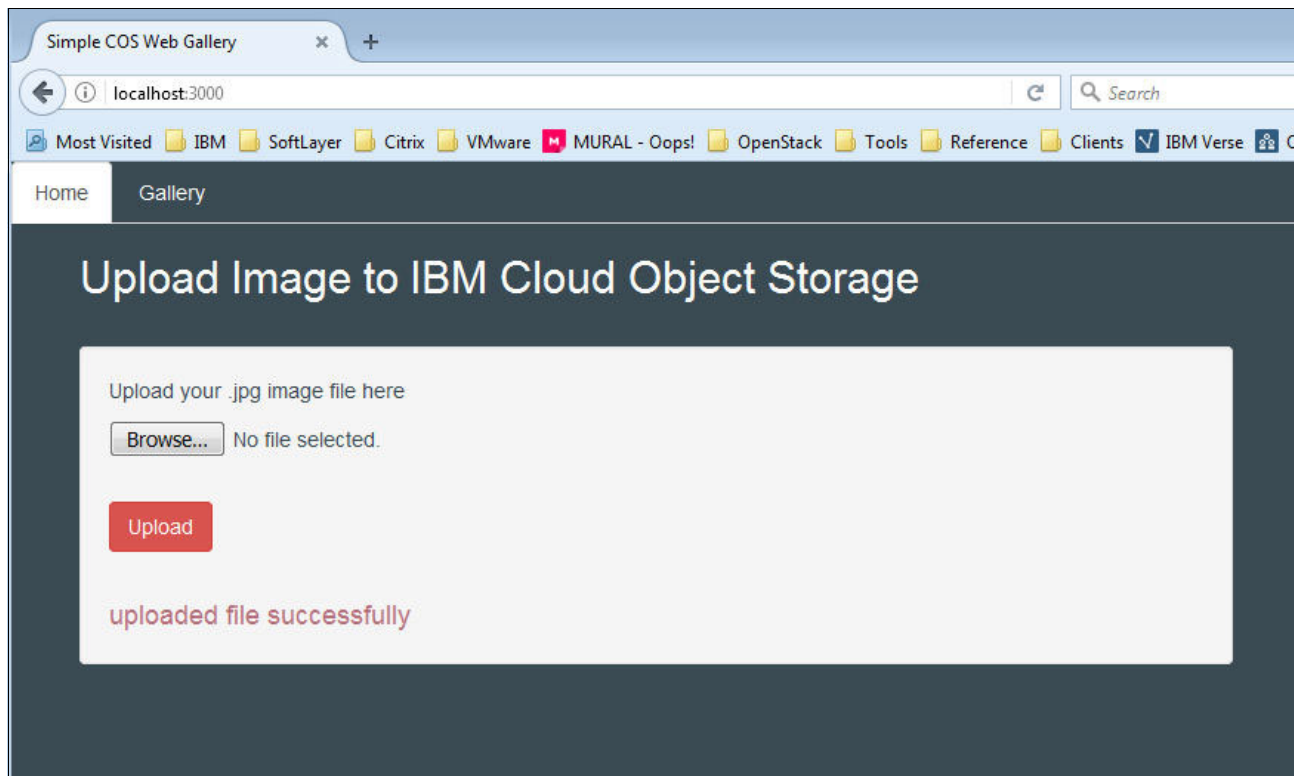 Simple COS Web Gallery
localhost:3000
Search
Most Visited IBM SoftLayer Citrix VMware MURAL - Oops! OpenStack Tools Reference Clients IBM Verse
Home Gallery
Upload Image to IBM Cloud Object Storage
Upload your .jpg image file here
Browse... No file selected.
Upload
uploaded file successfully